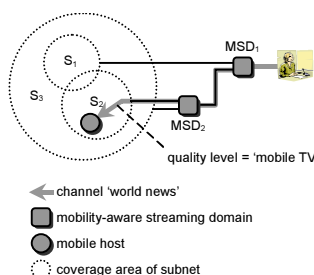 MSD1
S1
S3
S2
MSD2
quality level = ‘mobile TV
channel ‘world news’
mobility-aware streaming domain
mobile host
coverage area of subnet